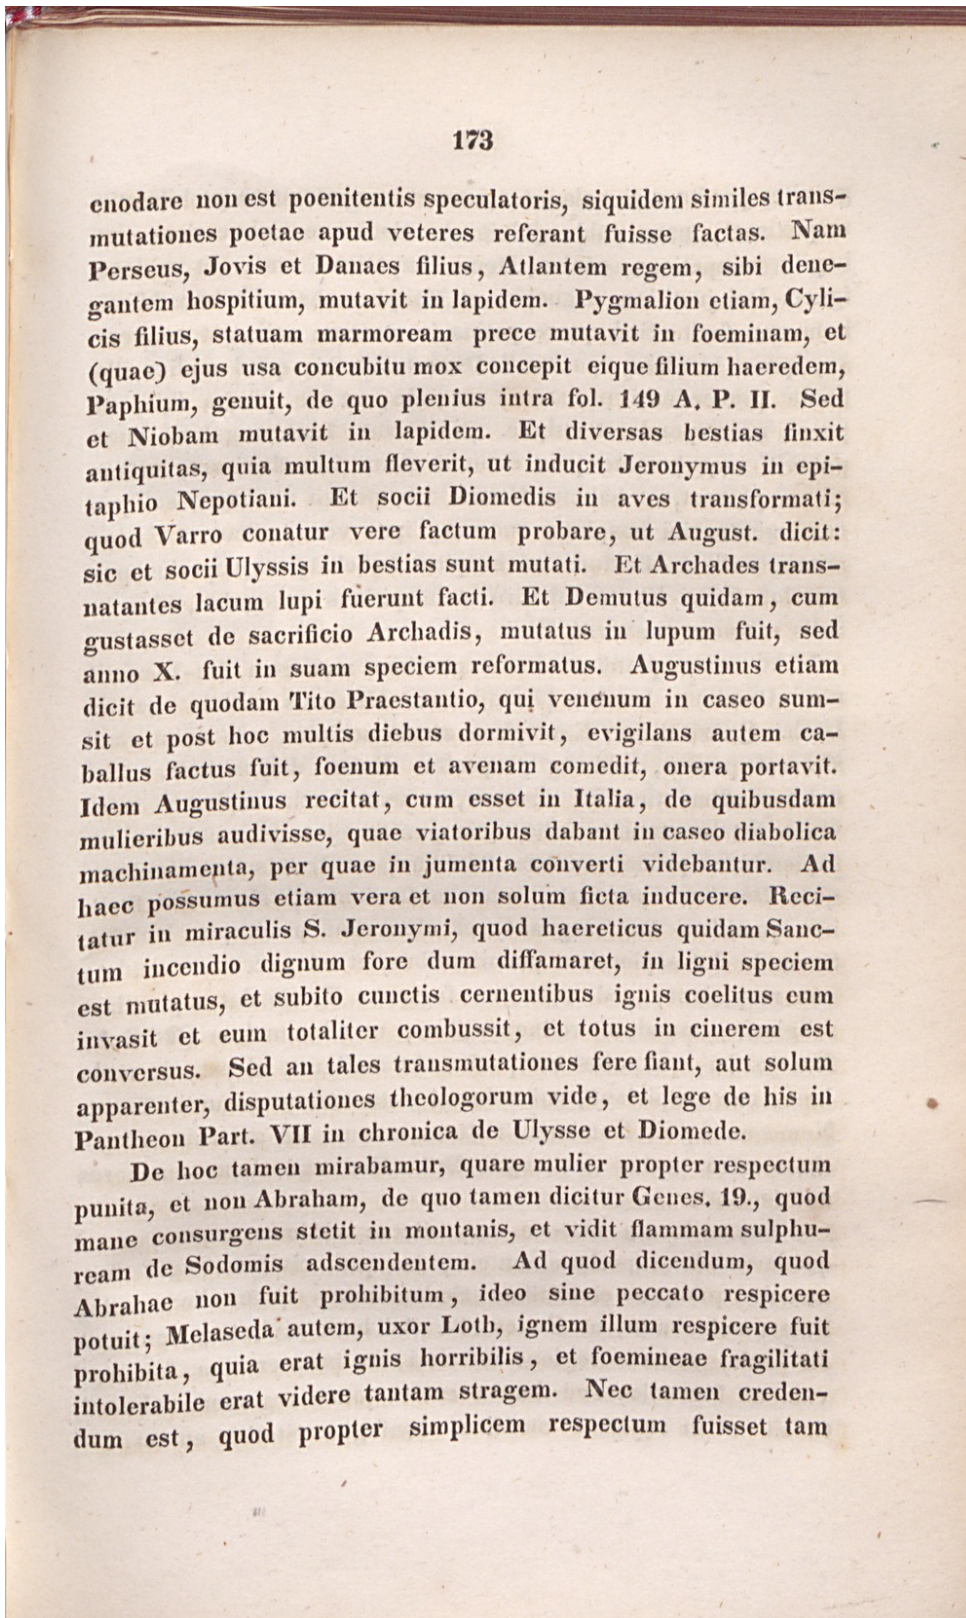 173
enodare non est poenitentis speculatoris, siquidem similes trans-
mutationes poetae apud veteres referant fuisse factas. Nam
Perseus, Jovis et Danaes filius, Atlantem regem, sibi dene-
gantem hospitium, mutavit in lapidem. Pygmalion etiam, Cyli-
cis filius, statuam marmoream prece mutavit in foeminam, et
(quae) ejus usa concubitu mox concepit eique filium haeredem,
Paphium, genuit, de quo plenius intra fol. 149 A. P. II. Sed
et Niobam mutavit in lapidem. Et diversas bestias finxit
antiquitas, quia multum fleverit, ut inducit Jeronymus in epi-
taphio Nepotiani. Et socii Diomedis in aves transformati;
quod Varro conatur vere factum probare, ut August. dicit:
sic et socii Ulyssis in bestias sunt mutati. Et Archades trans-
natantes lacum lupi fuerunt facti. Et Demutus quidam, cum
gustasset de sacrificio Archadis, mutatus in lupum fuit, sed
anno X. fuit in suam speciem reformatus. Augustinus etiam
dicit de quodam Tito Praestantio, qui venenum in caseo sum-
sit et post hoc multis diebus dormivit, evigilans autem ca-
ballus factus fuit, foenum et avenam comedit, onera portavit.
Idem Augustinus recitat, cum esset in Italia, de quibusdam
mulieribus audivisse, quae viatoribus dabant in caseo diabolica
machinamenta, per quae in jumenta converti videbantur. Ad
haec possumus etiam vera et non solum ficta inducere. Reci-
tatur in miraculis S. Jeronymi, quod haereticus quidam Sanc-
tum incendio dignum fore dum diffamaret, in ligni speciem
est mutatus, et subito cunctis cernentibus ignis coelitus eum
invasit et eum totaliter combussit, et totus in cinerem est
conversus. Sed an tales transmutationes fere fiant, aut solum
apparenter, disputationes theologorum vide, et lege de his in
Pantheon Part. VII in chronica de Ulysse et Diomede.
De hoc tamen mirabamur, quare mulier propter respectum
punita, et non Abraham, de quo tamen dicitur Genes. 19., quod
mane consurgens stetit in montanis, et vidit flammam sulphu-
ream de Sodomis adscendentem. Ad quod dicendum, quod
Abrahae non fuit prohibitum, ideo sine peccato respicere
potuit; Melaseda autem, uxor Loth, ignem illum respicere fuit
prohibita, quia erat ignis horribilis, et foemineae fragilitati
intolerabile erat videre tantam stragem. Nec tamen creden-
dum est, quod propter simplicem respectum fuisset tam